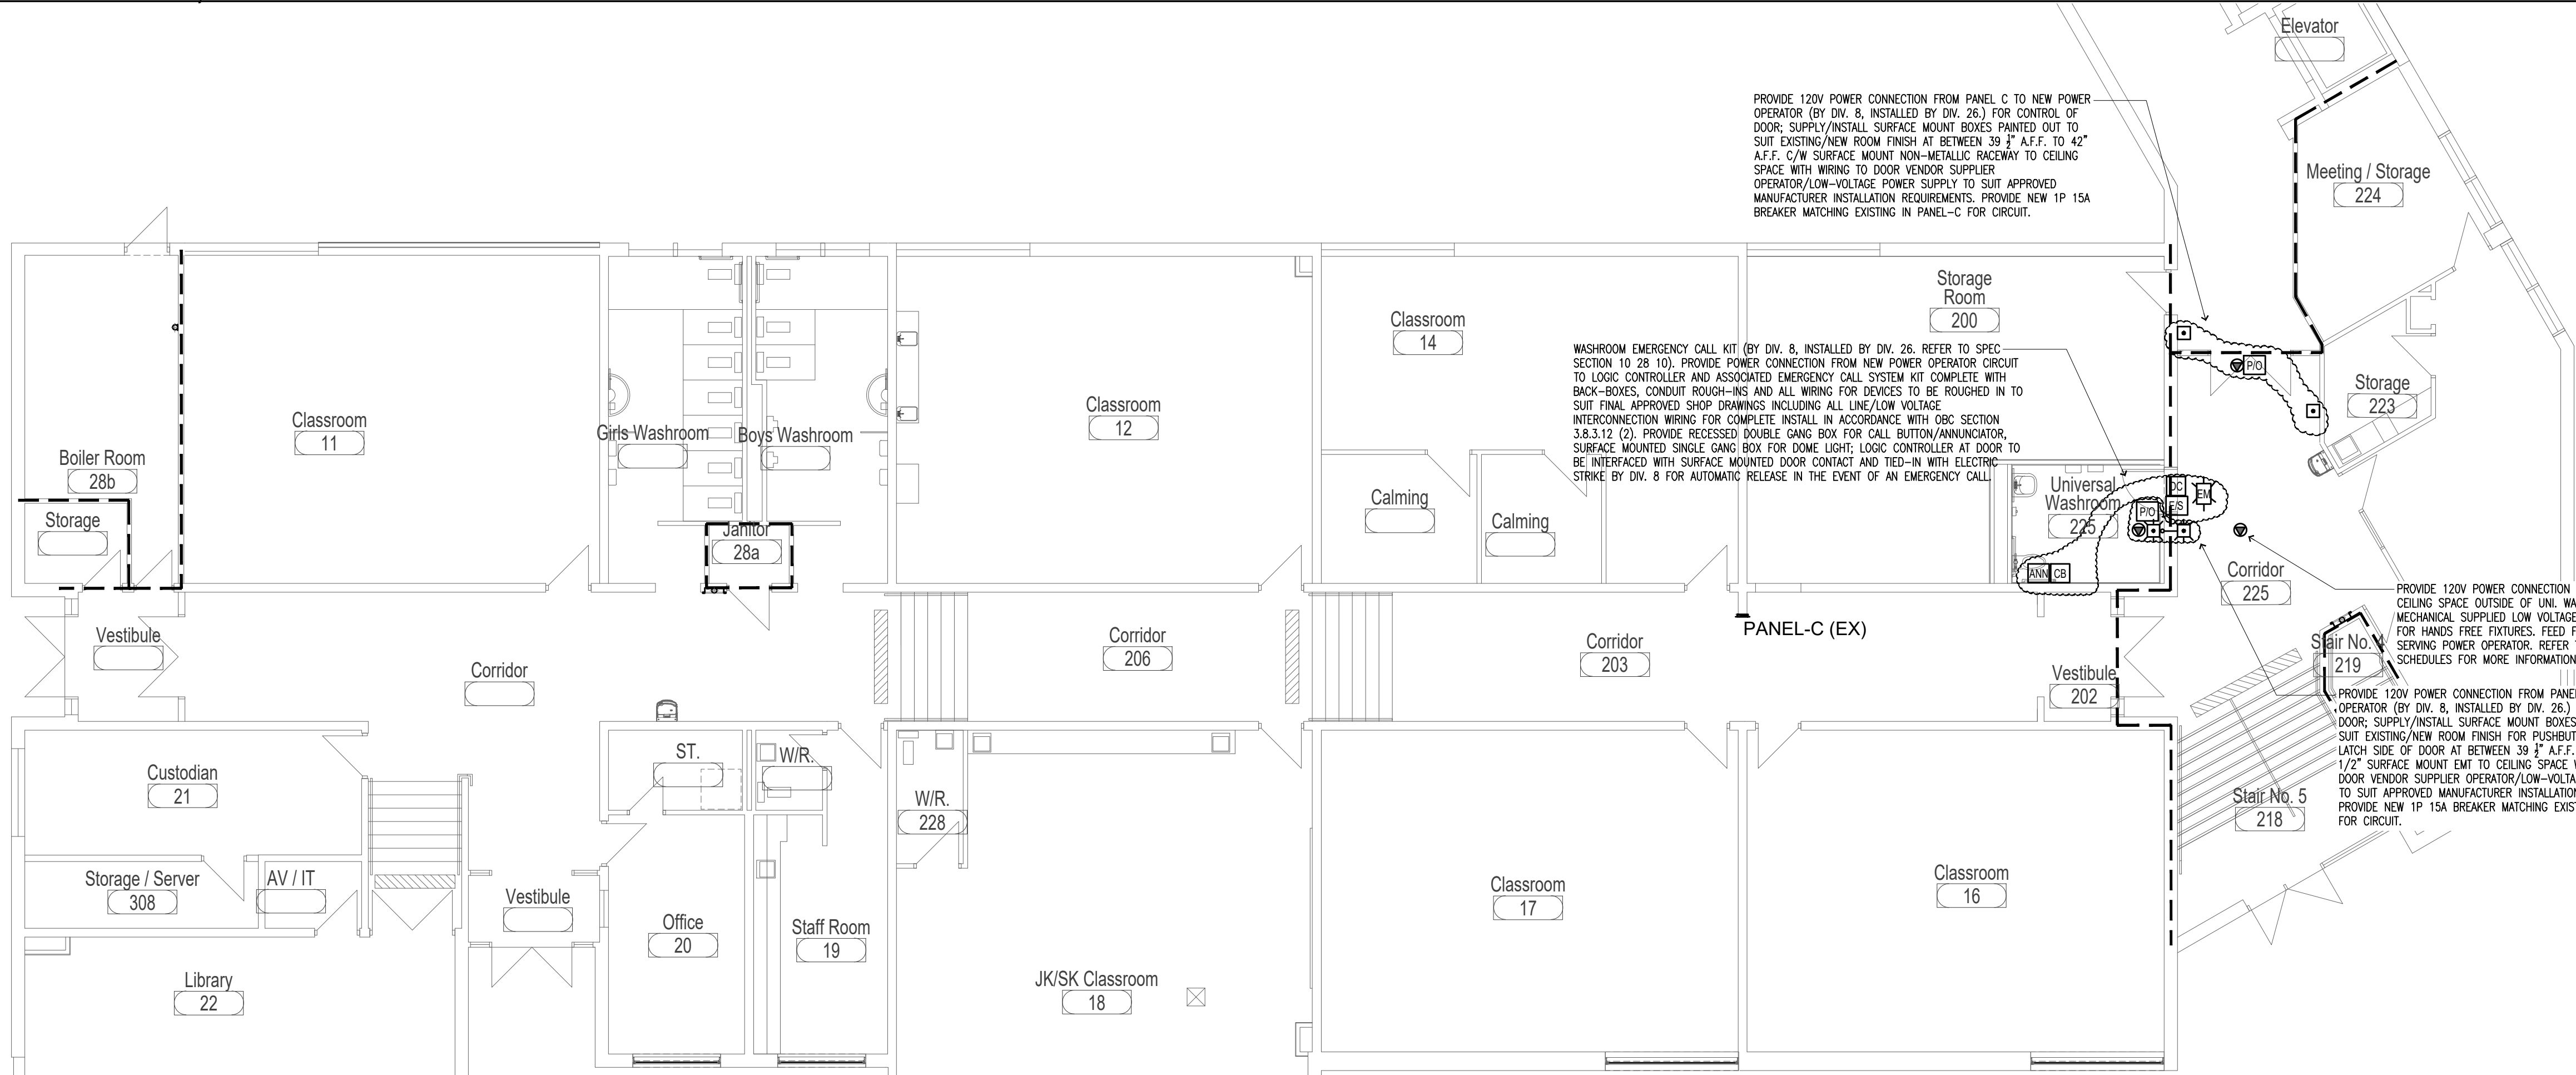 Elevator
PROVIDE 120V POWER CONNECTION FROM PANEL C TO NEW POWER
OPERATOR (BY DIV. 8, INSTALLED BY DIV. 26.) FOR CONTROL OF
DOOR; SUPPLY/INSTALL SURFACE MOUNT BOXES PAINTED OUT TO
SUIT EXISTING/NEW ROOM FINISH AT BETWEEN 39 ½" A.F.F. TO 42"
A.F.F. C/W SURFACE MOUNT NON-METALLIC RACEWAY TO CEILING
SPACE WITH WIRING TO DOOR VENDOR SUPPLIER
OPERATOR/LOW-VOLTAGE POWER SUPPLY TO SUIT APPROVED
MANUFACTURER INSTALLATION REQUIREMENTS. PROVIDE NEW 1P 15A
BREAKER MATCHING EXISTING IN PANEL-C FOR CIRCUIT.
Meeting / Storage
224
Storage
Room
200
Classroom
14
WASHROOM EMERGENCY CALL KIT (BY DIV. 8, INSTALLED BY DIV. 26. REFER TO SPEC
SECTION 10 28 10). PROVIDE POWER CONNECTION FROM NEW POWER OPERATOR CIRCUIT
TO LOGIC CONTROLLER AND ASSOCIATED EMERGENCY CALL SYSTEM KIT COMPLETE WITH
BACK-BOXES, CONDUIT ROUGH-INS AND ALL WIRING FOR DEVICES TO BE ROUGHED IN TO
SUIT FINAL APPROVED SHOP DRAWINGS INCLUDING ALL LINE/LOW VOLTAGE
INTERCONNECTION WIRING FOR COMPLETE INSTALL IN ACCORDANCE WITH OBC SECTION
3.8.3.12 (2). PROVIDE RECESSED DOUBLE GANG BOX FOR CALL BUTTON/ANNUNCIATOR,
SURFACE MOUNTED SINGLE GANG BOX FOR DOME LIGHT; LOGIC CONTROLLER AT DOOR TO
BE INTERFACED WITH SURFACE MOUNTED DOOR CONTACT AND TIED-IN WITH ELECTRIC
STRIKE BY DIV. 8 FOR AUTOMATIC RELEASE IN THE EVENT OF AN EMERGENCY CALL.
P/O
Storage
223
Classroom
11
Girls Washroom
Boys Washroom
Classroom
12
Boiler Room
28b
Storage
Janitor
28a
Calming
Calming
Universal
Washroom
225
DC
EM
E/S
P/O
ANN
CB
Corridor
225
PROVIDE 120V POWER CONNECTION
CEILING SPACE OUTSIDE OF UNI. WA
MECHANICAL SUPPLIED LOW VOLTAGE
FOR HANDS FREE FIXTURES. FEED F
SERVING POWER OPERATOR. REFER T
SCHEDULES FOR MORE INFORMATION
Vestibule
Corridor
Corridor
206
PANEL-C (EX)
Corridor
203
Vestibule
202
Stair No. 4
219
PROVIDE 120V POWER CONNECTION FROM PANEL
OPERATOR (BY DIV. 8, INSTALLED BY DIV. 26.)
DOOR; SUPPLY/INSTALL SURFACE MOUNT BOXES
SUIT EXISTING/NEW ROOM FINISH FOR PUSHBUT
LATCH SIDE OF DOOR AT BETWEEN 39 ½" A.F.F.
1/2" SURFACE MOUNT EMT TO CEILING SPACE W
DOOR VENDOR SUPPLIER OPERATOR/LOW-VOLTA
TO SUIT APPROVED MANUFACTURER INSTALLATION
PROVIDE NEW 1P 15A BREAKER MATCHING EXIST
FOR CIRCUIT.
Stair No. 5
218
Custodian
21
ST.
W/R.
W/R.
228
Storage / Server
308
AV / IT
Vestibule
Office
20
Staff Room
19
Classroom
17
Classroom
16
Library
22
JK/SK Classroom
18